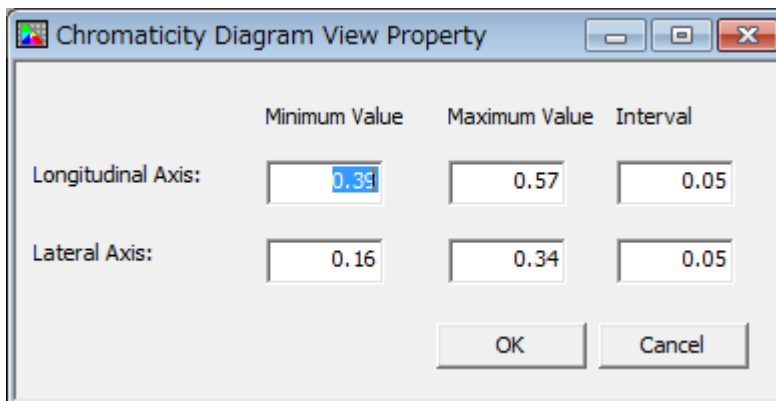 Chromaticity Diagram View Property
Minimum Value Maximum Value Interval
Longitudinal Axis: 0.39 0.57 0.05
Lateral Axis: 0.16 0.34 0.05
OK Cancel